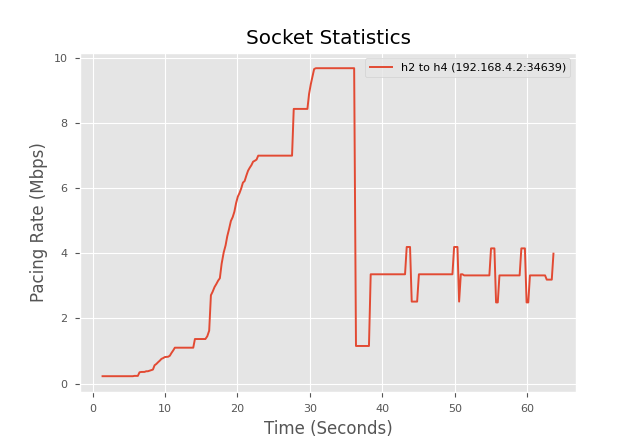 Socket Statistics
h2 to h4 (192.168.4.2:34639)
Pacing Rate (Mbps)
10
8
6
4
2
0
0 10 20 30 40 50 60
Time (Seconds)